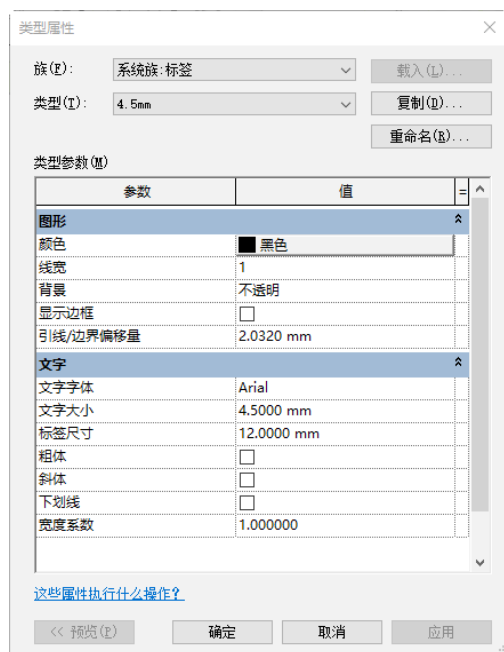 类型属性
族(F): 系统族:标签 载入(L)...
类型(T): 4.5mm 复制(D)...
重命名(R)...
类型参数(M)
参数 值 =
图形
颜色 黑色
线宽 1
背景 不透明
显示边框
引线/边界偏移量 2.0320 mm
文字
文字字体 Arial
文字大小 4.5000 mm
标签尺寸 12.0000 mm
粗体
斜体
下划线
宽度系数 1.000000
这些属性执行什么操作?
<< 预览(P) 确定 取消 应用